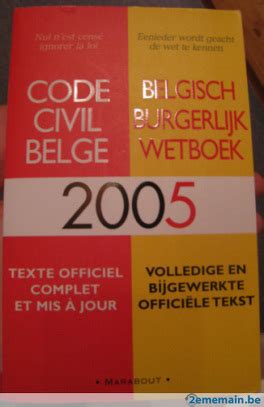 Nul n'est censé
ignorer la loi
Eenieder wordt geacht
de wet te kennen
CODE
CIVIL
BELGE
BELGISCH
BURGERLIJK
WETBOEK
2005
TEXTE OFFICIEL
COMPLET
ET MIS À JOUR
VOLLEDIGE EN
BIJGEWERKTE
OFFICIËLE TEKST
• MARABOUT •
2ememain.be